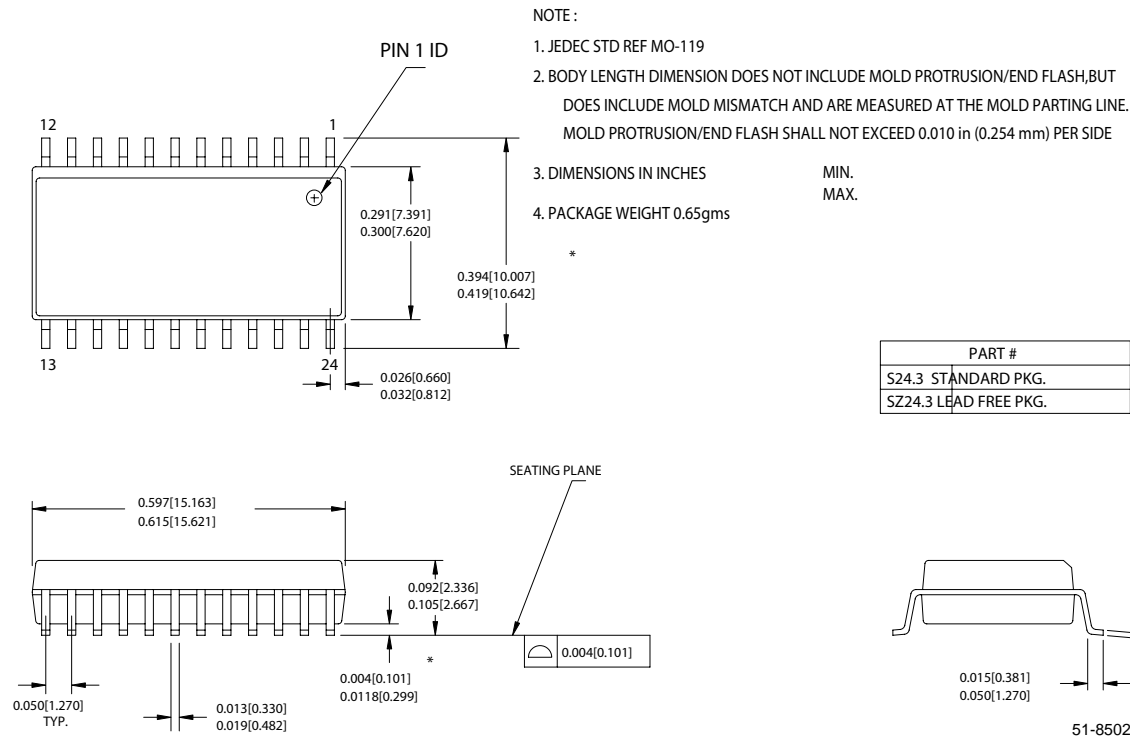 NOTE :
1. JEDEC STD REF MO-119
2. BODY LENGTH DIMENSION DOES NOT INCLUDE MOLD PROTRUSION/END FLASH,BUT
DOES INCLUDE MOLD MISMATCH AND ARE MEASURED AT THE MOLD PARTING LINE.
MOLD PROTRUSION/END FLASH SHALL NOT EXCEED 0.010 in (0.254 mm) PER SIDE
3. DIMENSIONS IN INCHES MIN.
MAX.
4. PACKAGE WEIGHT 0.65gms
*
PIN 1 ID
12 1
0.291[7.391]
0.300[7.620]
0.394[10.007]
0.419[10.642]
13 24
0.026[0.660]
0.032[0.812]
PART #
S24.3 STANDARD PKG.
SZ24.3 LEAD FREE PKG.
SEATING PLANE
0.597[15.163]
0.615[15.621]
0.092[2.336]
0.105[2.667]
*
0.004[0.101]
0.004[0.101]
0.0118[0.299]
0.050[1.270]
TYP.
0.013[0.330]
0.019[0.482]
0.015[0.381]
0.050[1.270]
51-8502